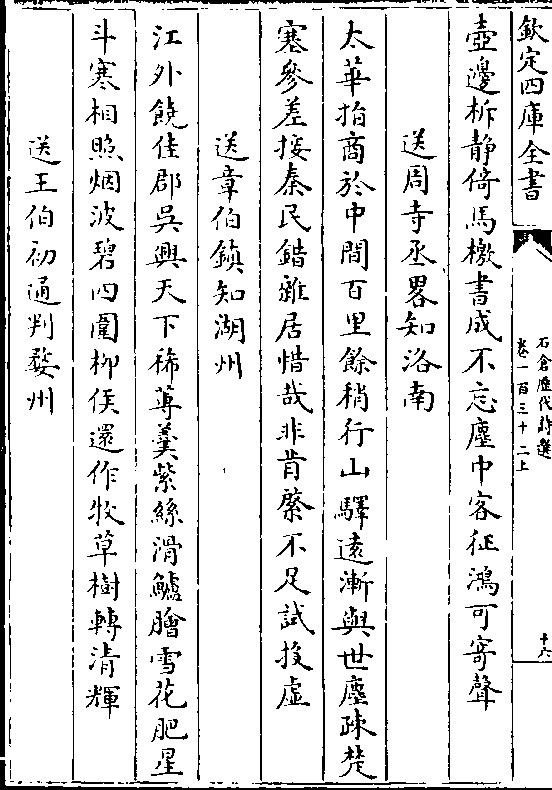 欽定四庫全書
石倉歷代詩選
卷一百三十二上
十六
壺邊柝静倚馬檄書成不忘塵中客征鴻可寄聲
送周寺丞畧知洛南
太華指商於中間百里餘稍行山驛遠漸與世塵疎楚
塞參差接秦民錯雜居惜哉非肯綮不足試投虚
送章伯鎮知湖州
江外饒佳郡吳興天下稀蓴羹紫絲滑鱸膾雪花肥星
斗寒相照烟波碧四圍柳侯還作牧草樹轉清輝
送王伯初通判婺州